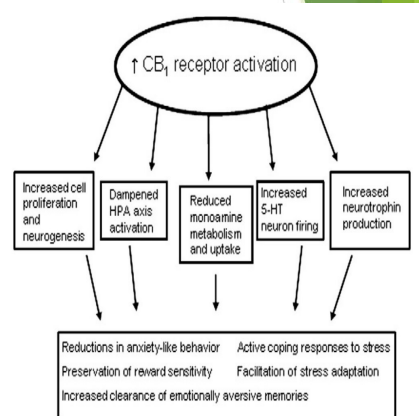 ↑ CB₁ receptor activation
Increased cell
proliferation
and
neurogenesis
Dampened
HPA axis
activation
Reduced
monoamine
metabolism
and uptake
Increased
5-HT
neuron firing
Increased
neurotrophin
production
Reductions in anxiety-like behavior
Active coping responses to stress
Preservation of reward sensitivity
Facilitation of stress adaptation
Increased clearance of emotionally aversive memories